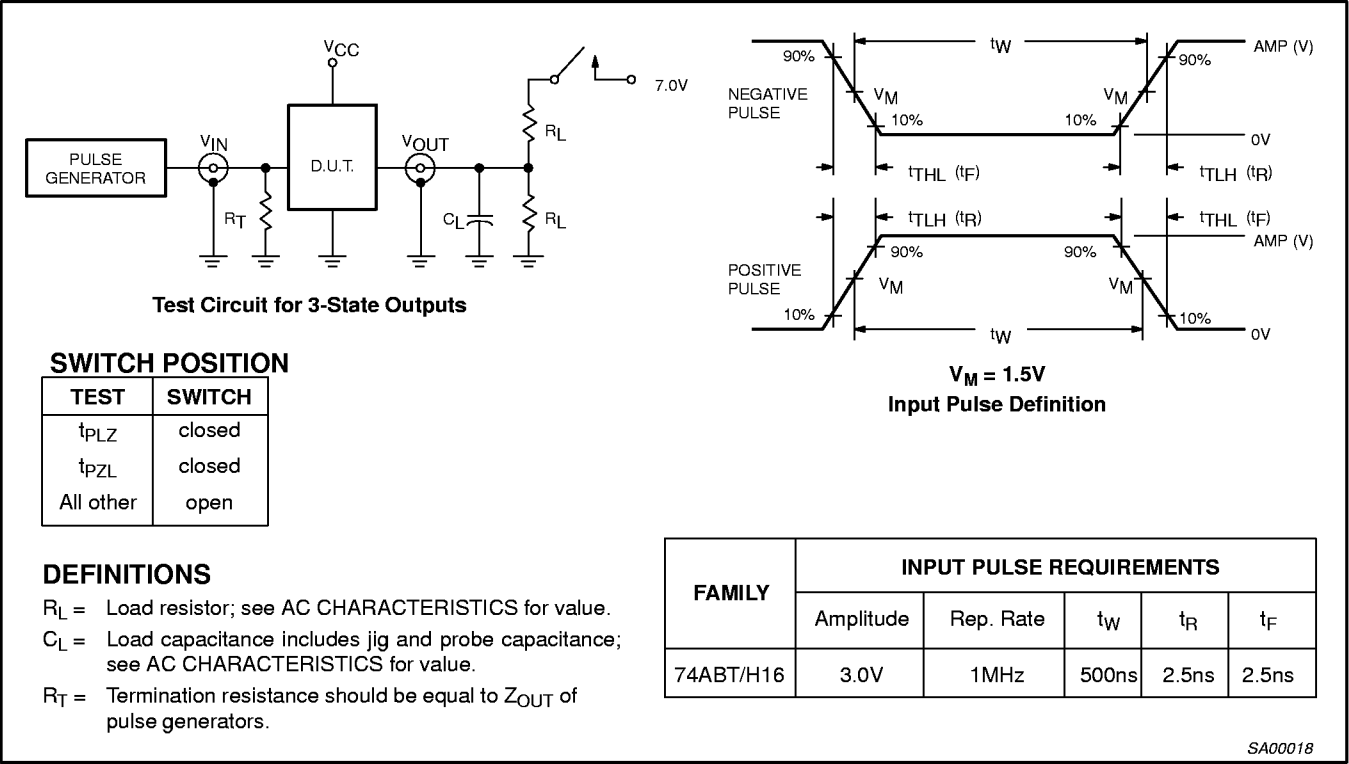 VCC
7.0V
RL
PULSE
GENERATOR
VIN
D.U.T.
VOUT
RT
CL
RL
Test Circuit for 3-State Outputs
tW
AMP (V)
90%
90%
NEGATIVE
PULSE
VM
VM
10%
10%
0V
tTHL (tF)
tTLH (tR)
tTLH (tR)
tTHL (tF)
AMP (V)
90%
90%
POSITIVE
PULSE
VM
VM
10%
10%
tW
0V
VM = 1.5V
Input Pulse Definition
SWITCH POSITION
TEST SWITCH
tPLZ closed
tPZL closed
All other open
DEFINITIONS
RL = Load resistor; see AC CHARACTERISTICS for value.
CL = Load capacitance includes jig and probe capacitance;
see AC CHARACTERISTICS for value.
RT = Termination resistance should be equal to ZOUT of
pulse generators.
FAMILY
INPUT PULSE REQUIREMENTS
Amplitude Rep. Rate tW tR tF
74ABT/H16 3.0V 1MHz 500ns 2.5ns 2.5ns
SA00018